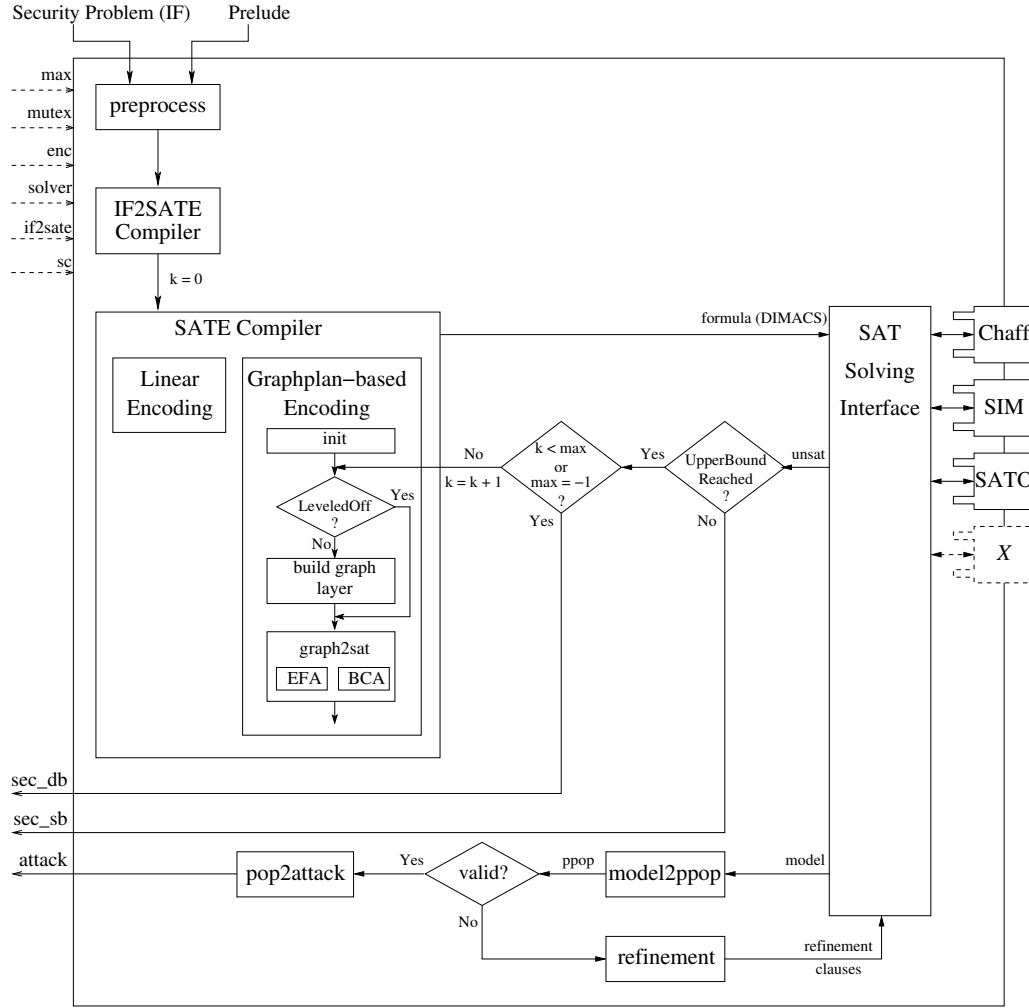 Security Problem (IF)
Prelude
max
mutex
enc
solver
if2sate
sc
preprocess
IF2SATE
Compiler
k = 0
SATE Compiler
Linear
Encoding
Graphplan−based
Encoding
init
LeveledOff
?
Yes
No
build graph
layer
graph2sat
EFA
BCA
No
k = k + 1
k < max
or
max = −1
?
Yes
Yes
UpperBound
Reached
?
No
unsat
formula (DIMACS)
SAT
Solving
Interface
Chaff
SIM
SATO
X
sec_db
sec_sb
attack
pop2attack
Yes
valid?
No
ppop
model2ppop
model
refinement
refinement
clauses